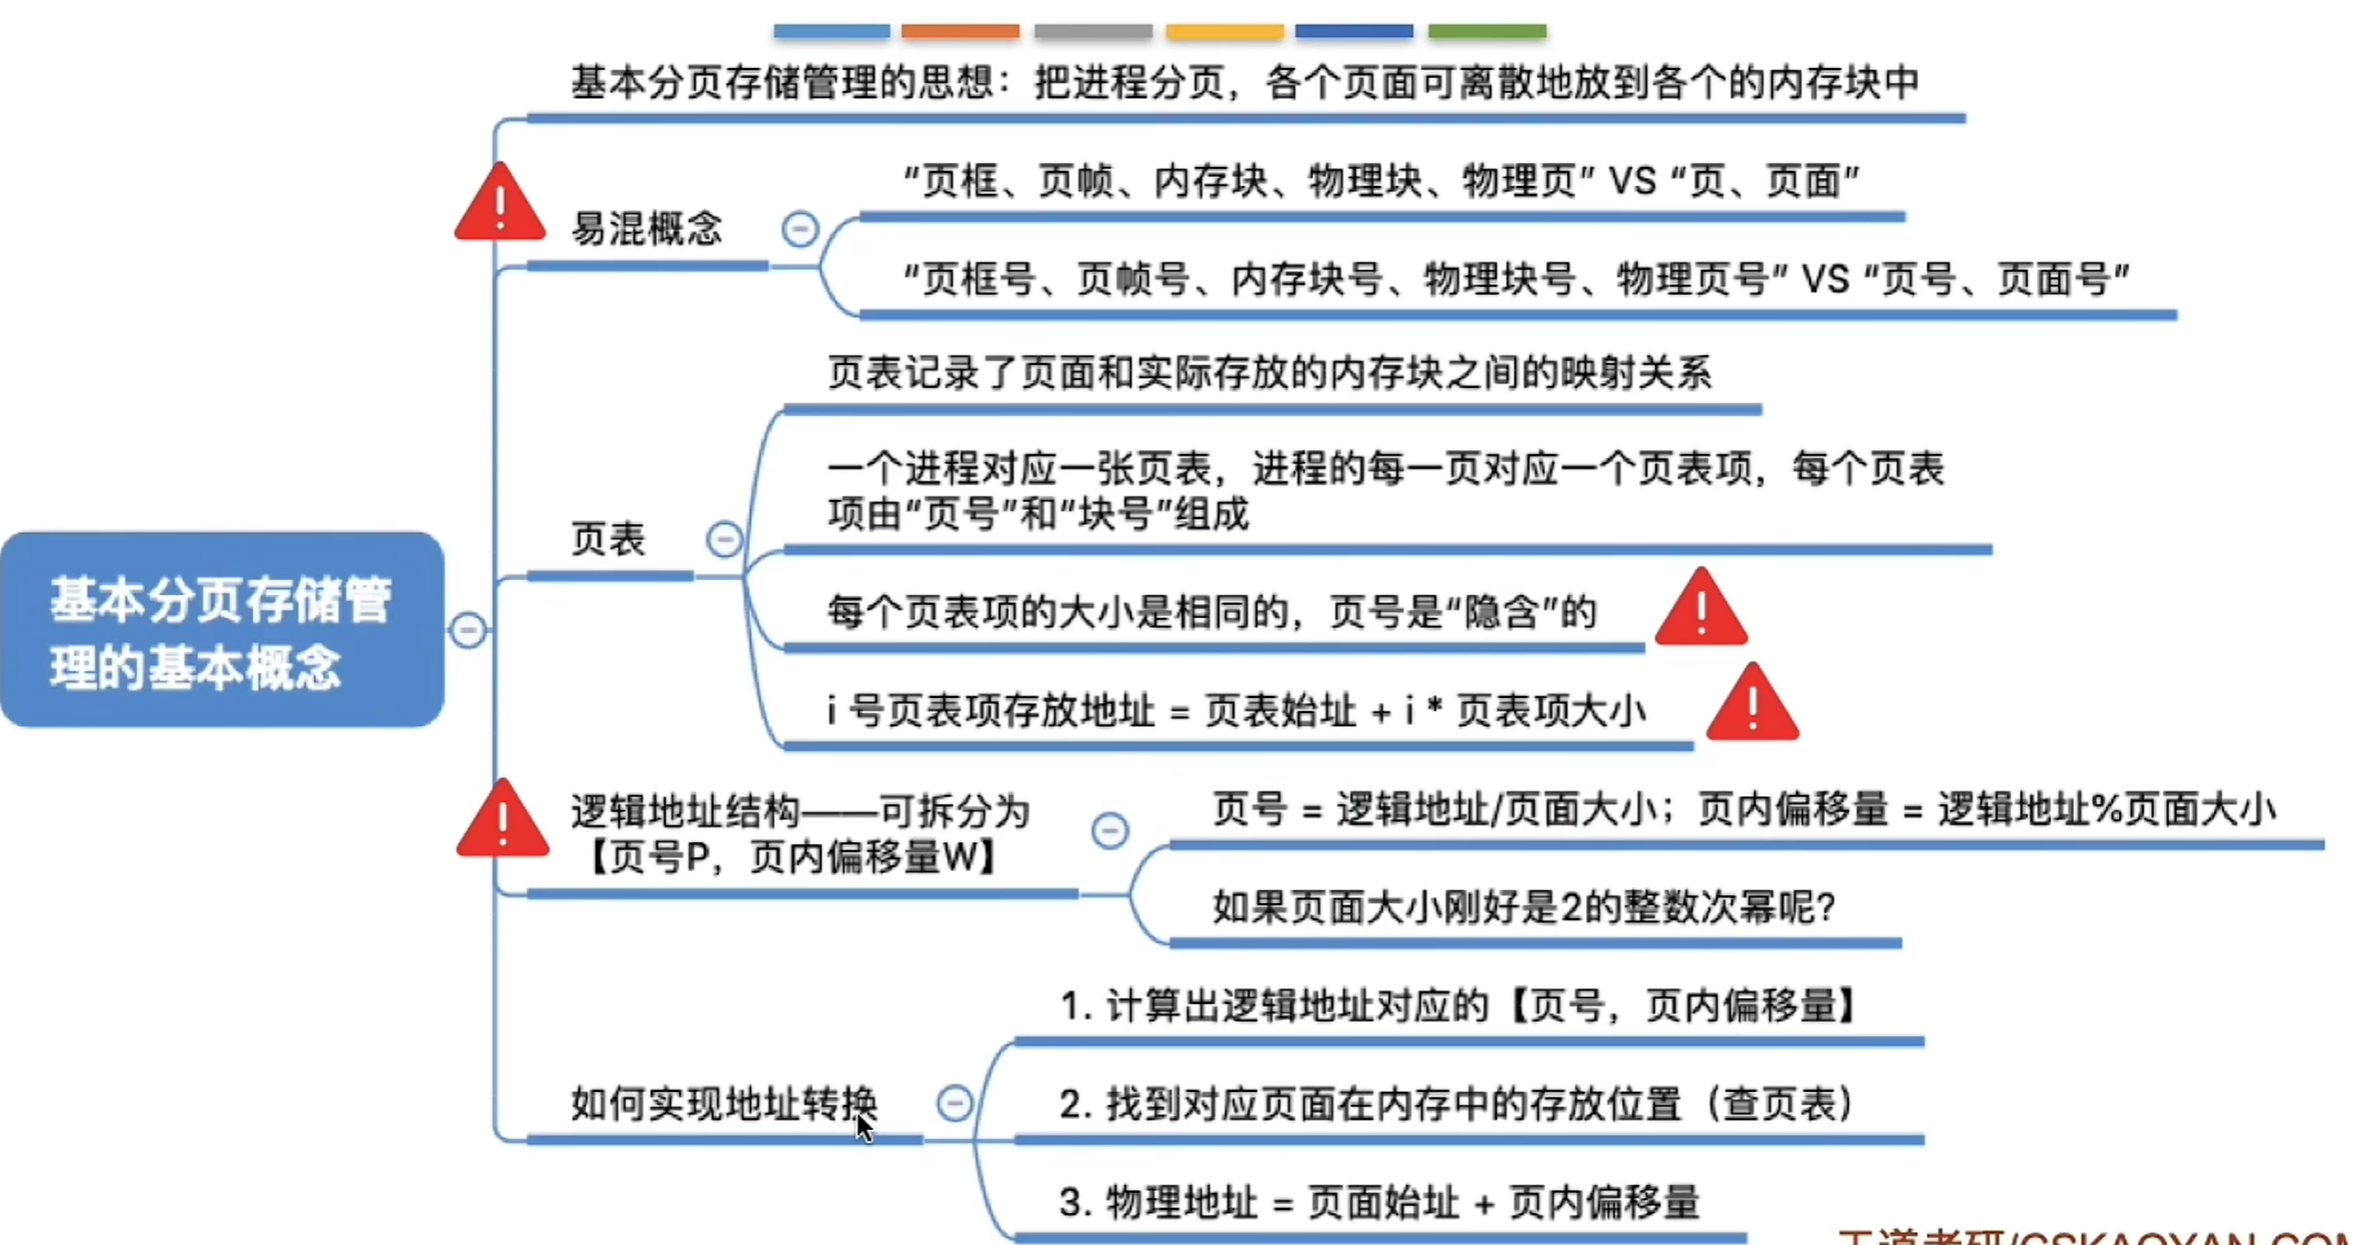 基本分页存储管理的思想：把进程分页，各个页面可离散地放到各个的内存块中
易混概念
“页框、页帧、内存块、物理块、物理页” VS “页、页面”
“页框号、页帧号、内存块号、物理块号、物理页号” VS “页号、页面号”
页表记录了页面和实际存放的内存块之间的映射关系
一个进程对应一张页表，进程的每一页对应一个页表项，每个页表
项由“页号”和“块号”组成
页表
每个页表项的大小是相同的，页号是“隐含”的
i 号页表项存放地址 = 页表始址 + i * 页表项大小
基本分页存储管
理的基本概念
逻辑地址结构——可拆分为
【页号P，页内偏移量W】
页号 = 逻辑地址/页面大小；页内偏移量 = 逻辑地址%页面大小
如果页面大小刚好是2的整数次幂呢？
如何实现地址转换
1. 计算出逻辑地址对应的【页号，页内偏移量】
2. 找到对应页面在内存中的存放位置（查页表）
3. 物理地址 = 页面始址 + 页内偏移量
王道考研/CSKAOYAN.COM